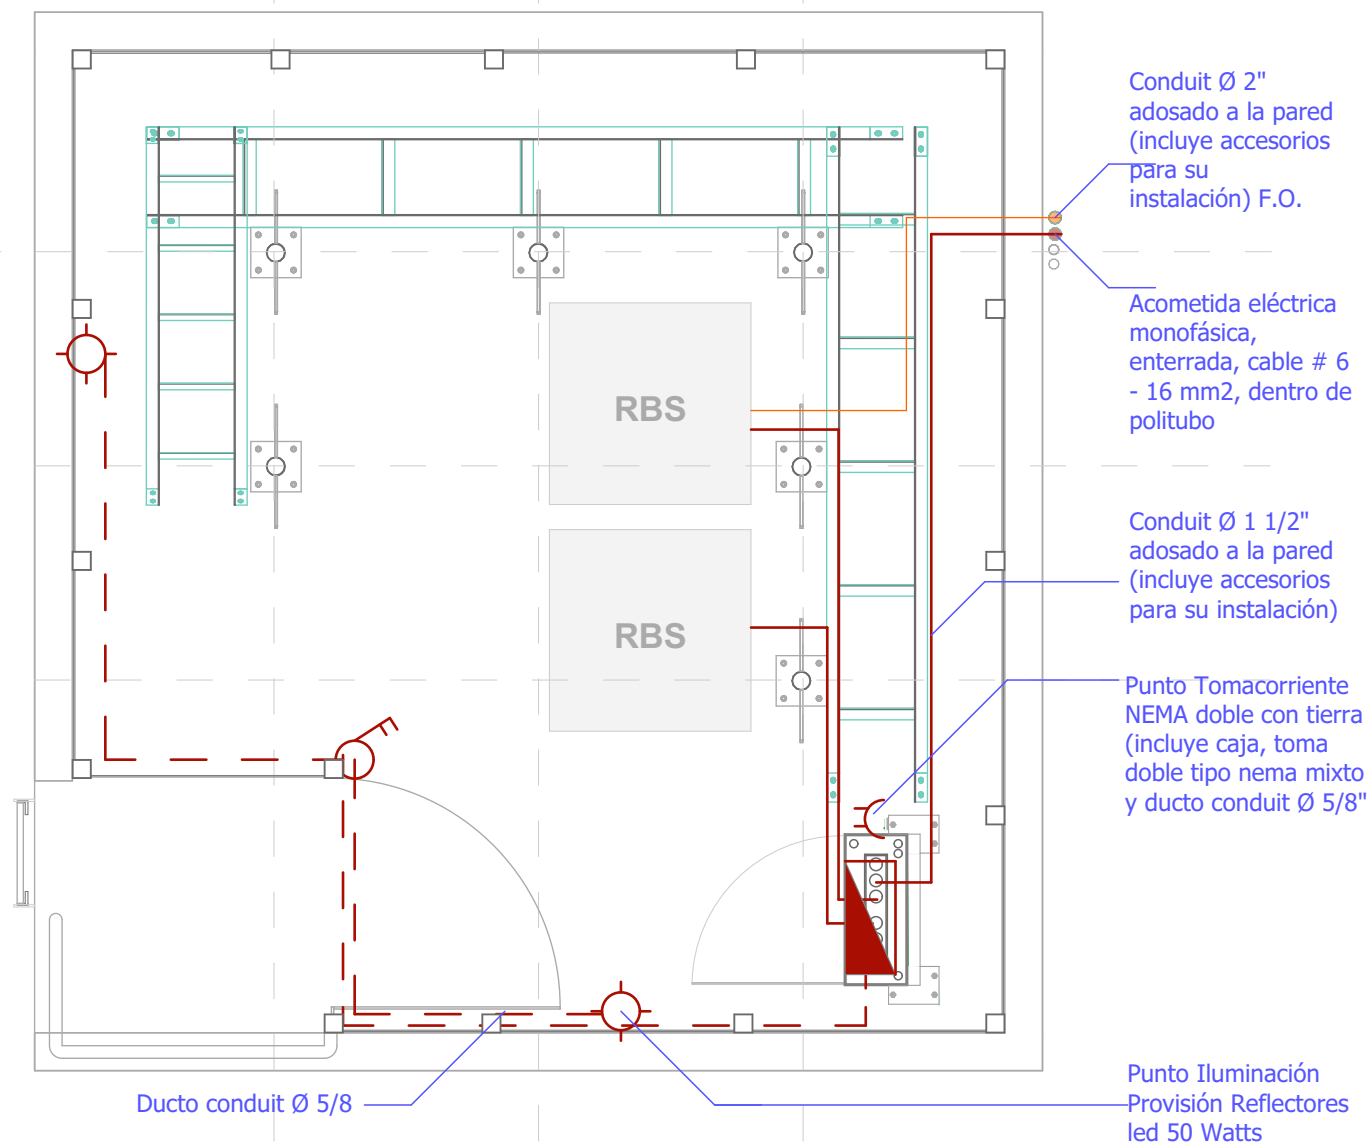 Conduit Ø 2"
adosado a la pared
(incluye accesorios
para su
instalación) F.O.
Acometida eléctrica
monofásica,
enterrada, cable # 6
- 16 mm2, dentro de
politubo
RBS
Conduit Ø 1 1/2"
adosado a la pared
(incluye accesorios
para su instalación)
RBS
Punto Tomacorriente
NEMA doble con tierra
(incluye caja, toma
doble tipo nema mixto
y ducto conduit Ø 5/8"
Ducto conduit Ø 5/8
Punto Iluminación
Provisión Reflectores
led 50 Watts